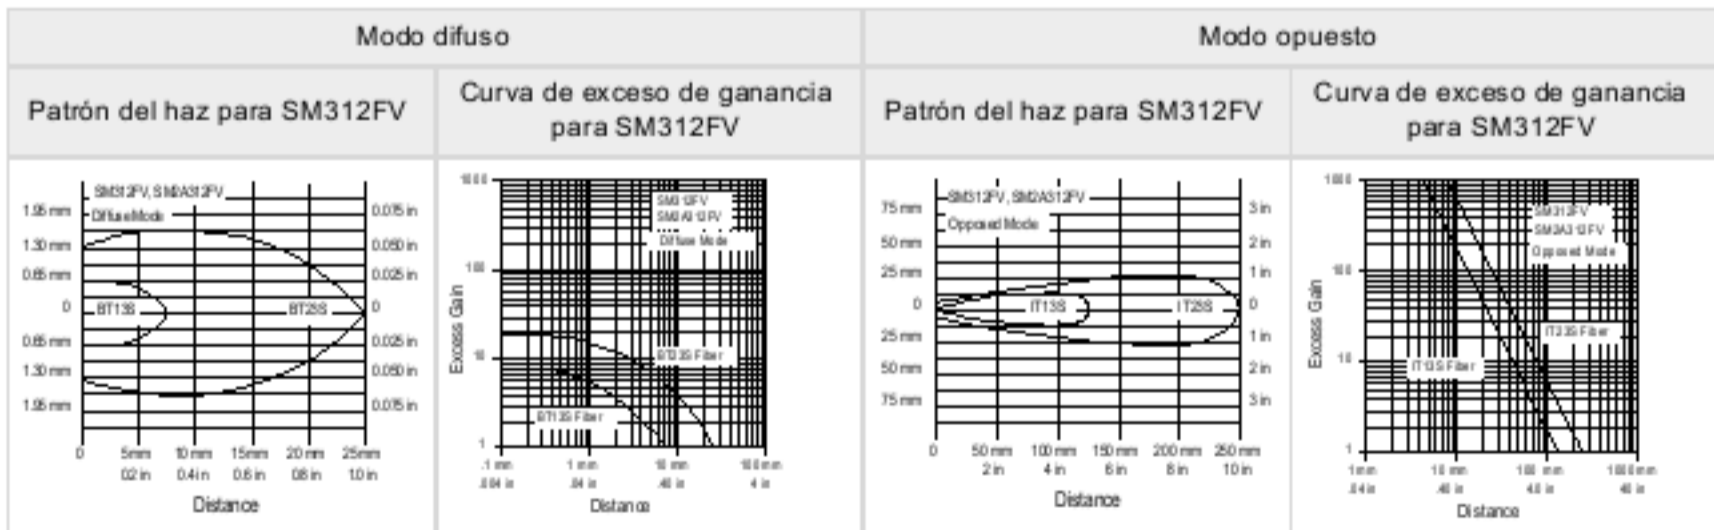 Modo difuso
Modo opuesto
Patrón del haz para SM312FV
Curva de exceso de ganancia
para SM312FV
Patrón del haz para SM312FV
Curva de exceso de ganancia
para SM312FV
SM312FV, SM2A312FV
Diffuse Mode
1.95 mm
1.30 mm
0.65 mm
0
0.65 mm
1.30 mm
1.95 mm
0.075 in
0.050 in
0.025 in
0
0.025 in
0.050 in
0.075 in
BT13S
BT23S
0
5mm
10 mm
15mm
20 mm
25mm
0.2 in
0.4 in
0.6 in
0.8 in
1.0 in
Distance
1000
100
10
1
Excess Gain
SM312FV
SM2A312FV
Diffuse Mode
BT23S Fiber
BT13S Fiber
.1 mm
1 mm
10 mm
100 mm
.004 in
.04 in
.40 in
4 in
Distance
SM312FV, SM2A312FV
Opposed Mode
75 mm
50 mm
25 mm
0
25 mm
50 mm
75 mm
3 in
2 in
1 in
0
1 in
2 in
3 in
IT13S
IT23S
0
50 mm
100 mm
150 mm
200 mm
250 mm
2 in
4 in
6 in
8 in
10 in
Distance
1000
100
10
1
Excess Gain
SM312FV
SM2A312FV
Opposed Mode
IT23S Fiber
IT13S Fiber
1 mm
10 mm
100 mm
1000 mm
.04 in
.40 in
4.0 in
40 in
Distance